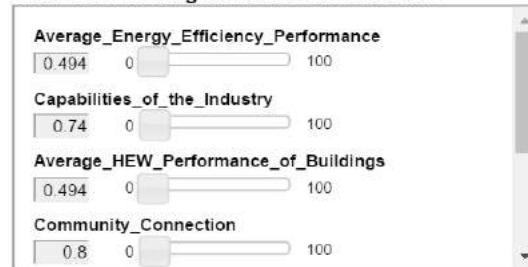 Average_Energy_Efficiency_Performance
0.494 0 100
Capabilities_of_the_Industry
0.74 0 100
Average_HEW_Performance_of_Buildings
0.494 0 100
Community_Connection
0.8 0 100